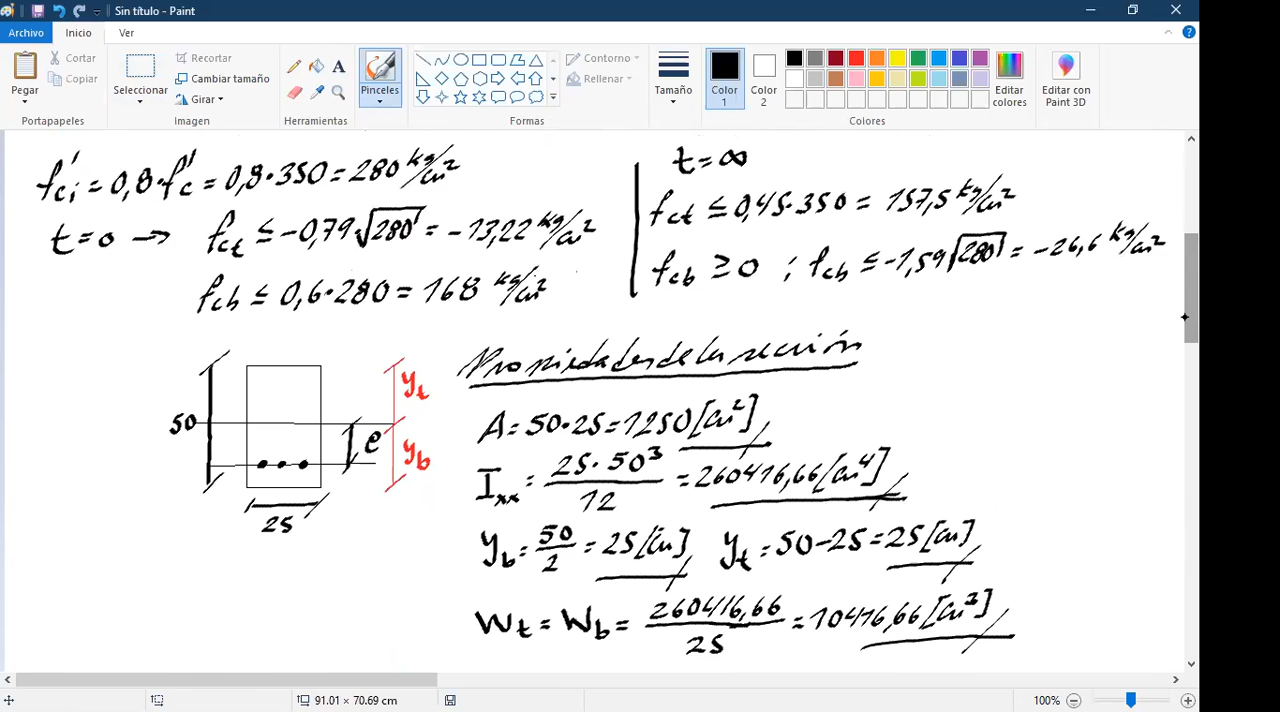 Sin título - Paint
Archivo Inicio Ver
Pegar
Cortar
Copiar
Portapapeles
Seleccionar
Recortar
Cambiar tamaño
Girar
Imagen
A
Herramientas
Pinceles
Contorno
Rellenar
Formas
Tamaño
Color 1
Color 2
Editar colores
Editar con Paint 3D
Colores
f'ci = 0,8·f'c = 0,8·350 = 280 kg/cm²
t=0 → fct ≤ -0,79 √280 = -13,22 kg/cm²
fcb ≤ 0,6·280 = 168 kg/cm²
t=∞
fct ≤ 0,45·350 = 157,5 kg/cm²
fcb ≥ 0 ; fcb ≤ -1,59 √280 = -26,6 kg/cm²
50
25
e
yt
yb
Propiedades de la sección
A = 50·25 = 1250 [cm²]
Ixx = 25·50³/12 = 260416,66 [cm⁴]
yb = 50/2 = 25 [cm] yt = 50-25 = 25 [cm]
Wt = Wb = 260416,66/25 = 10416,66 [cm³]
91.01 × 70.69 cm
100%